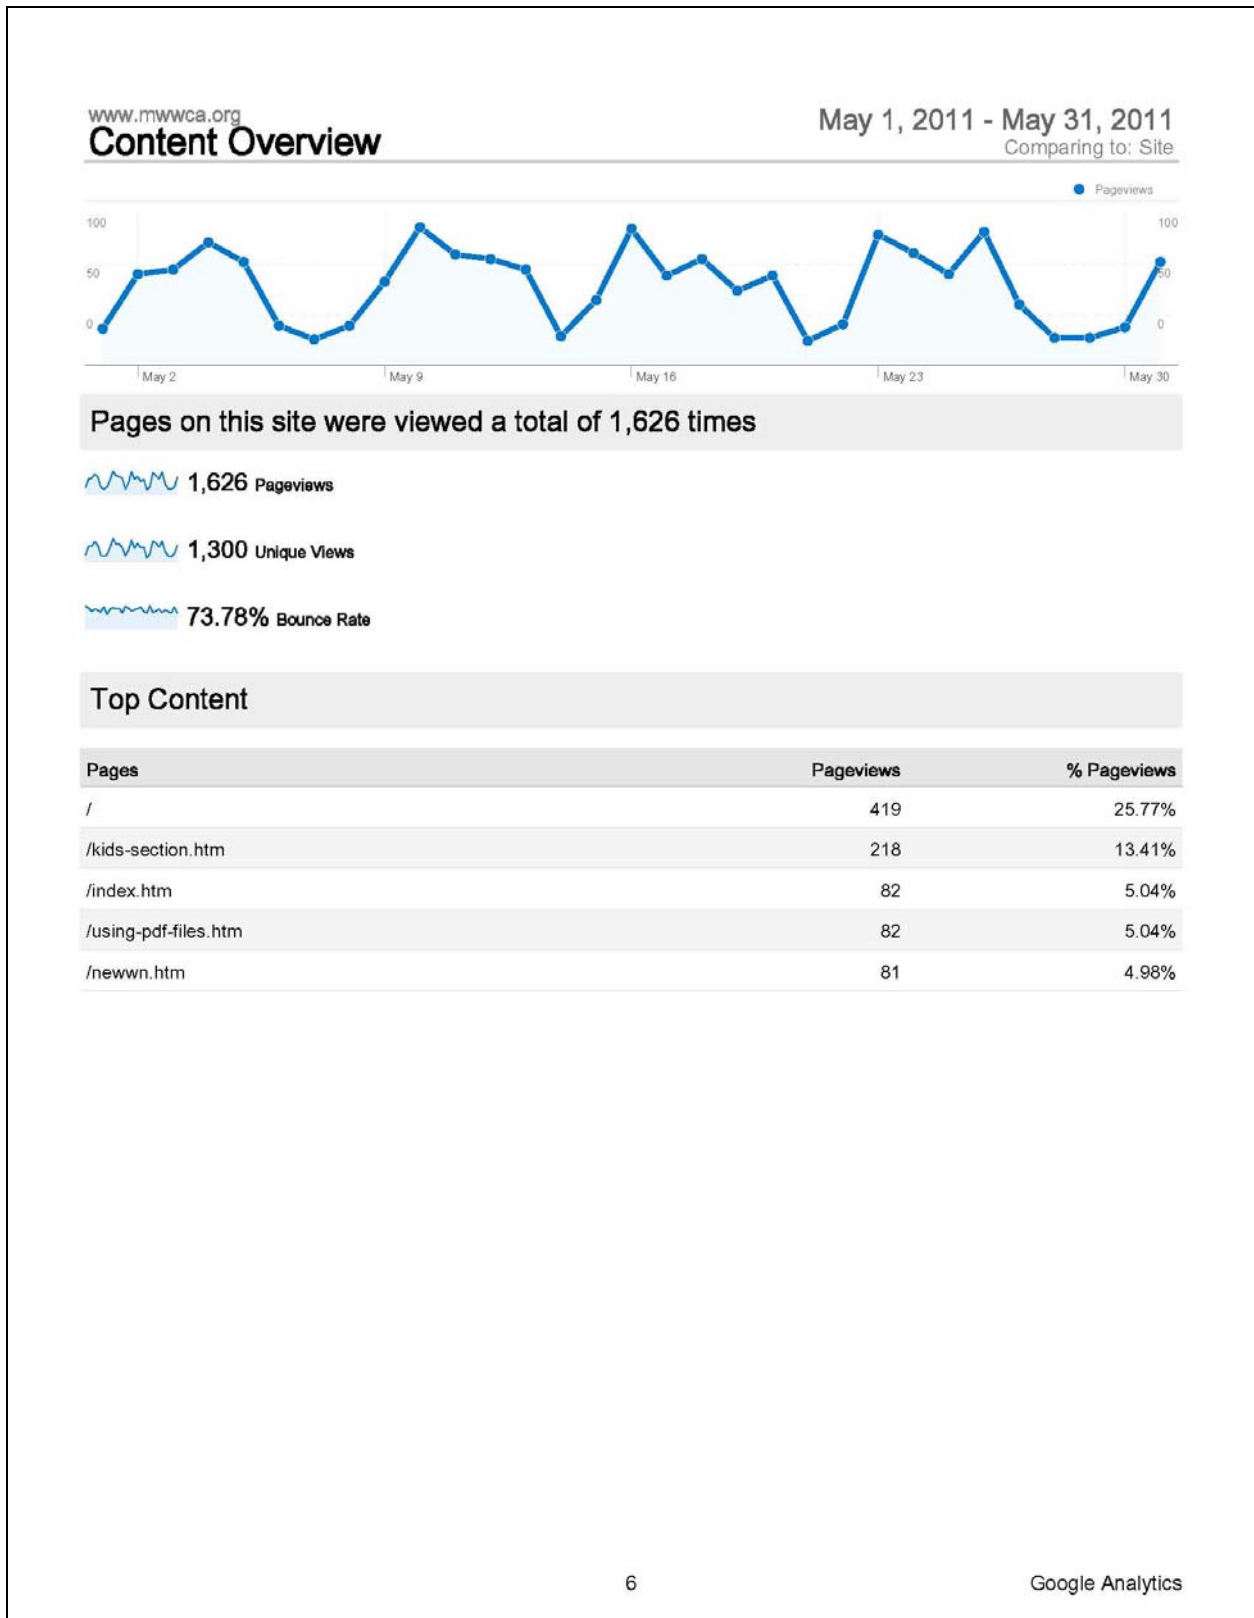 www.mwwca.org
Content Overview
May 1, 2011 - May 31, 2011
Comparing to: Site
Pageviews
100 100
50 50
0 0
May 2 May 9 May 16 May 23 May 30
Pages on this site were viewed a total of 1,626 times
1,626 Pageviews
1,300 Unique Views
73.78% Bounce Rate
Top Content
Pages Pageviews % Pageviews
/ 419 25.77%
/kids-section.htm 218 13.41%
/index.htm 82 5.04%
/using-pdf-files.htm 82 5.04%
/newwn.htm 81 4.98%
6 Google Analytics